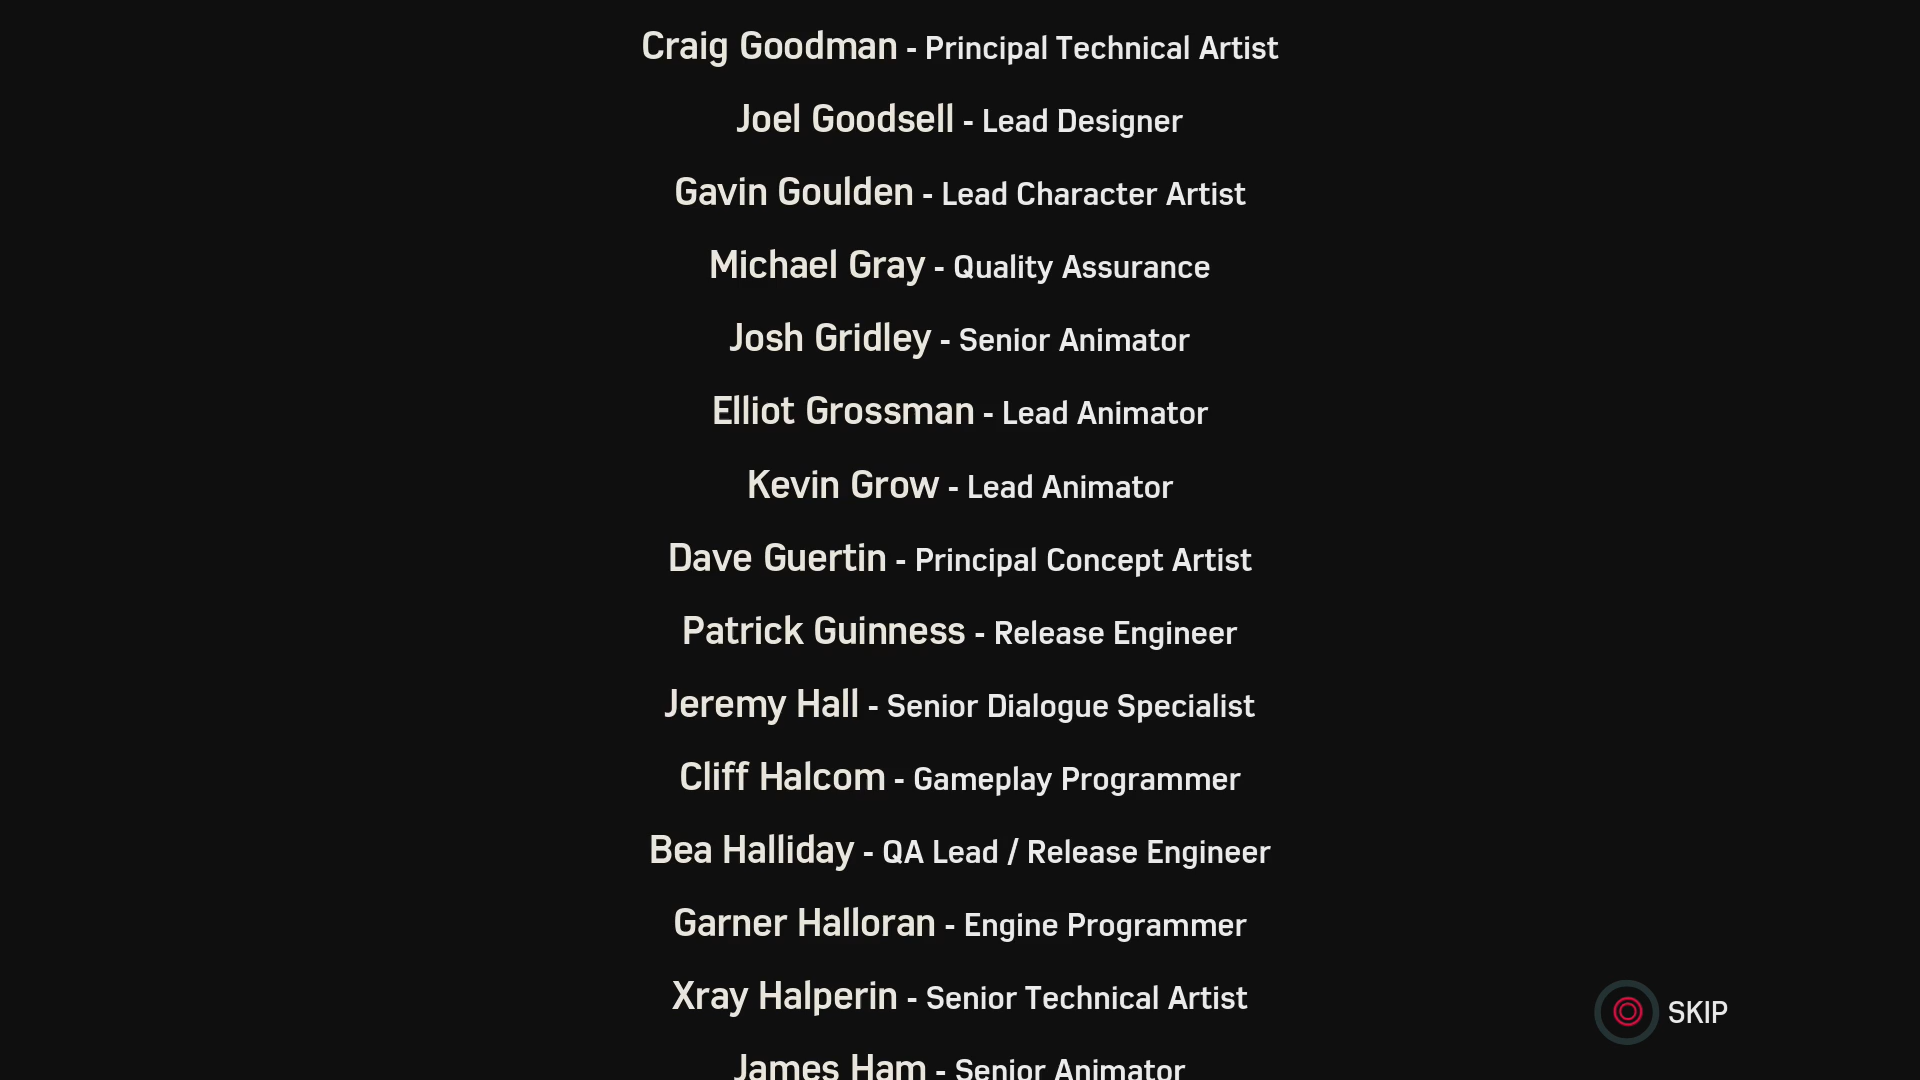 Craig Goodman - Principal Technical Artist
Joel Goodsell - Lead Designer
Gavin Goulden - Lead Character Artist
Michael Gray - Quality Assurance
Josh Gridley - Senior Animator
Elliot Grossman - Lead Animator
Kevin Grow - Lead Animator
Dave Guertin - Principal Concept Artist
Patrick Guinness - Release Engineer
Jeremy Hall - Senior Dialogue Specialist
Cliff Halcom - Gameplay Programmer
Bea Halliday - QA Lead / Release Engineer
Garner Halloran - Engine Programmer
Xray Halperin - Senior Technical Artist
SKIP
James Ham - Senior Animator